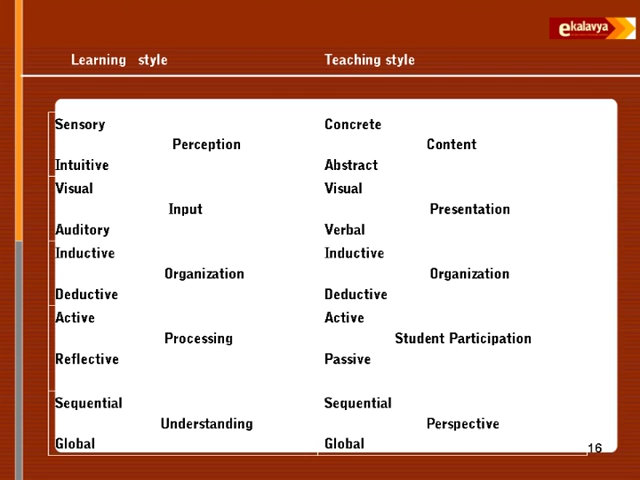 ekalavya
Learning style Teaching style
Sensory Concrete
Perception Content
Intuitive Abstract
Visual Visual
Input Presentation
Auditory Verbal
Inductive Inductive
Organization Organization
Deductive Deductive
Active Active
Processing Student Participation
Reflective Passive
Sequential Sequential
Understanding Perspective
Global Global
16